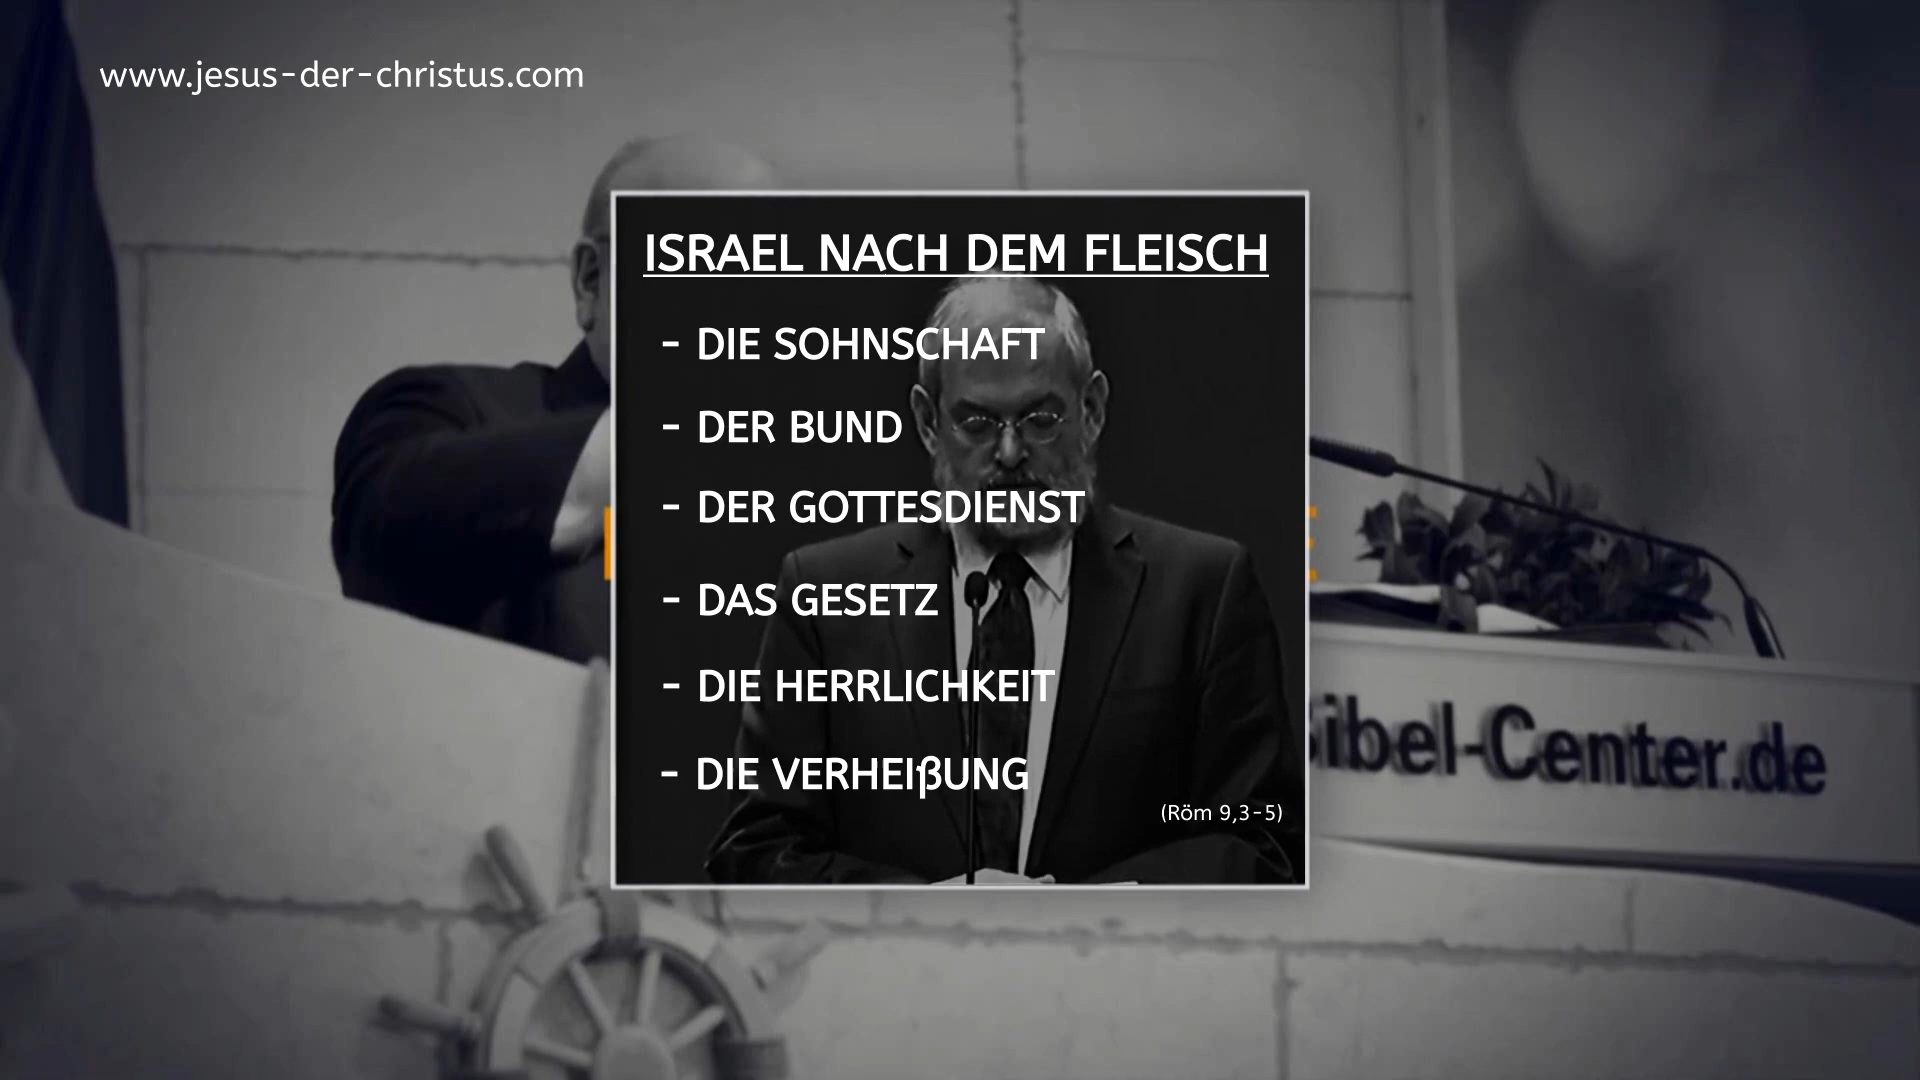 www.jesus-der-christus.com
ISRAEL NACH DEM FLEISCH
- DIE SOHNSCHAFT
- DER BUND
- DER GOTTESDIENST
- DAS GESETZ
- DIE HERRLICHKEIT
- DIE VERHEIßUNG
(Röm 9,3-5)
ibel-Center.de